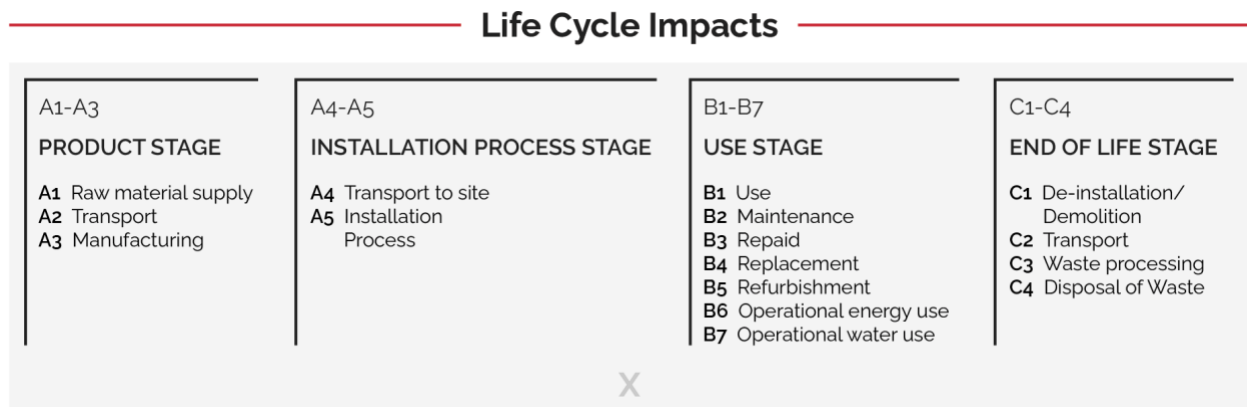 Life Cycle Impacts
A1-A3
PRODUCT STAGE
A1 Raw material supply
A2 Transport
A3 Manufacturing
A4-A5
INSTALLATION PROCESS STAGE
A4 Transport to site
A5 Installation
Process
B1-B7
USE STAGE
B1 Use
B2 Maintenance
B3 Repaid
B4 Replacement
B5 Refurbishment
B6 Operational energy use
B7 Operational water use
C1-C4
END OF LIFE STAGE
C1 De-installation/
Demolition
C2 Transport
C3 Waste processing
C4 Disposal of Waste
X